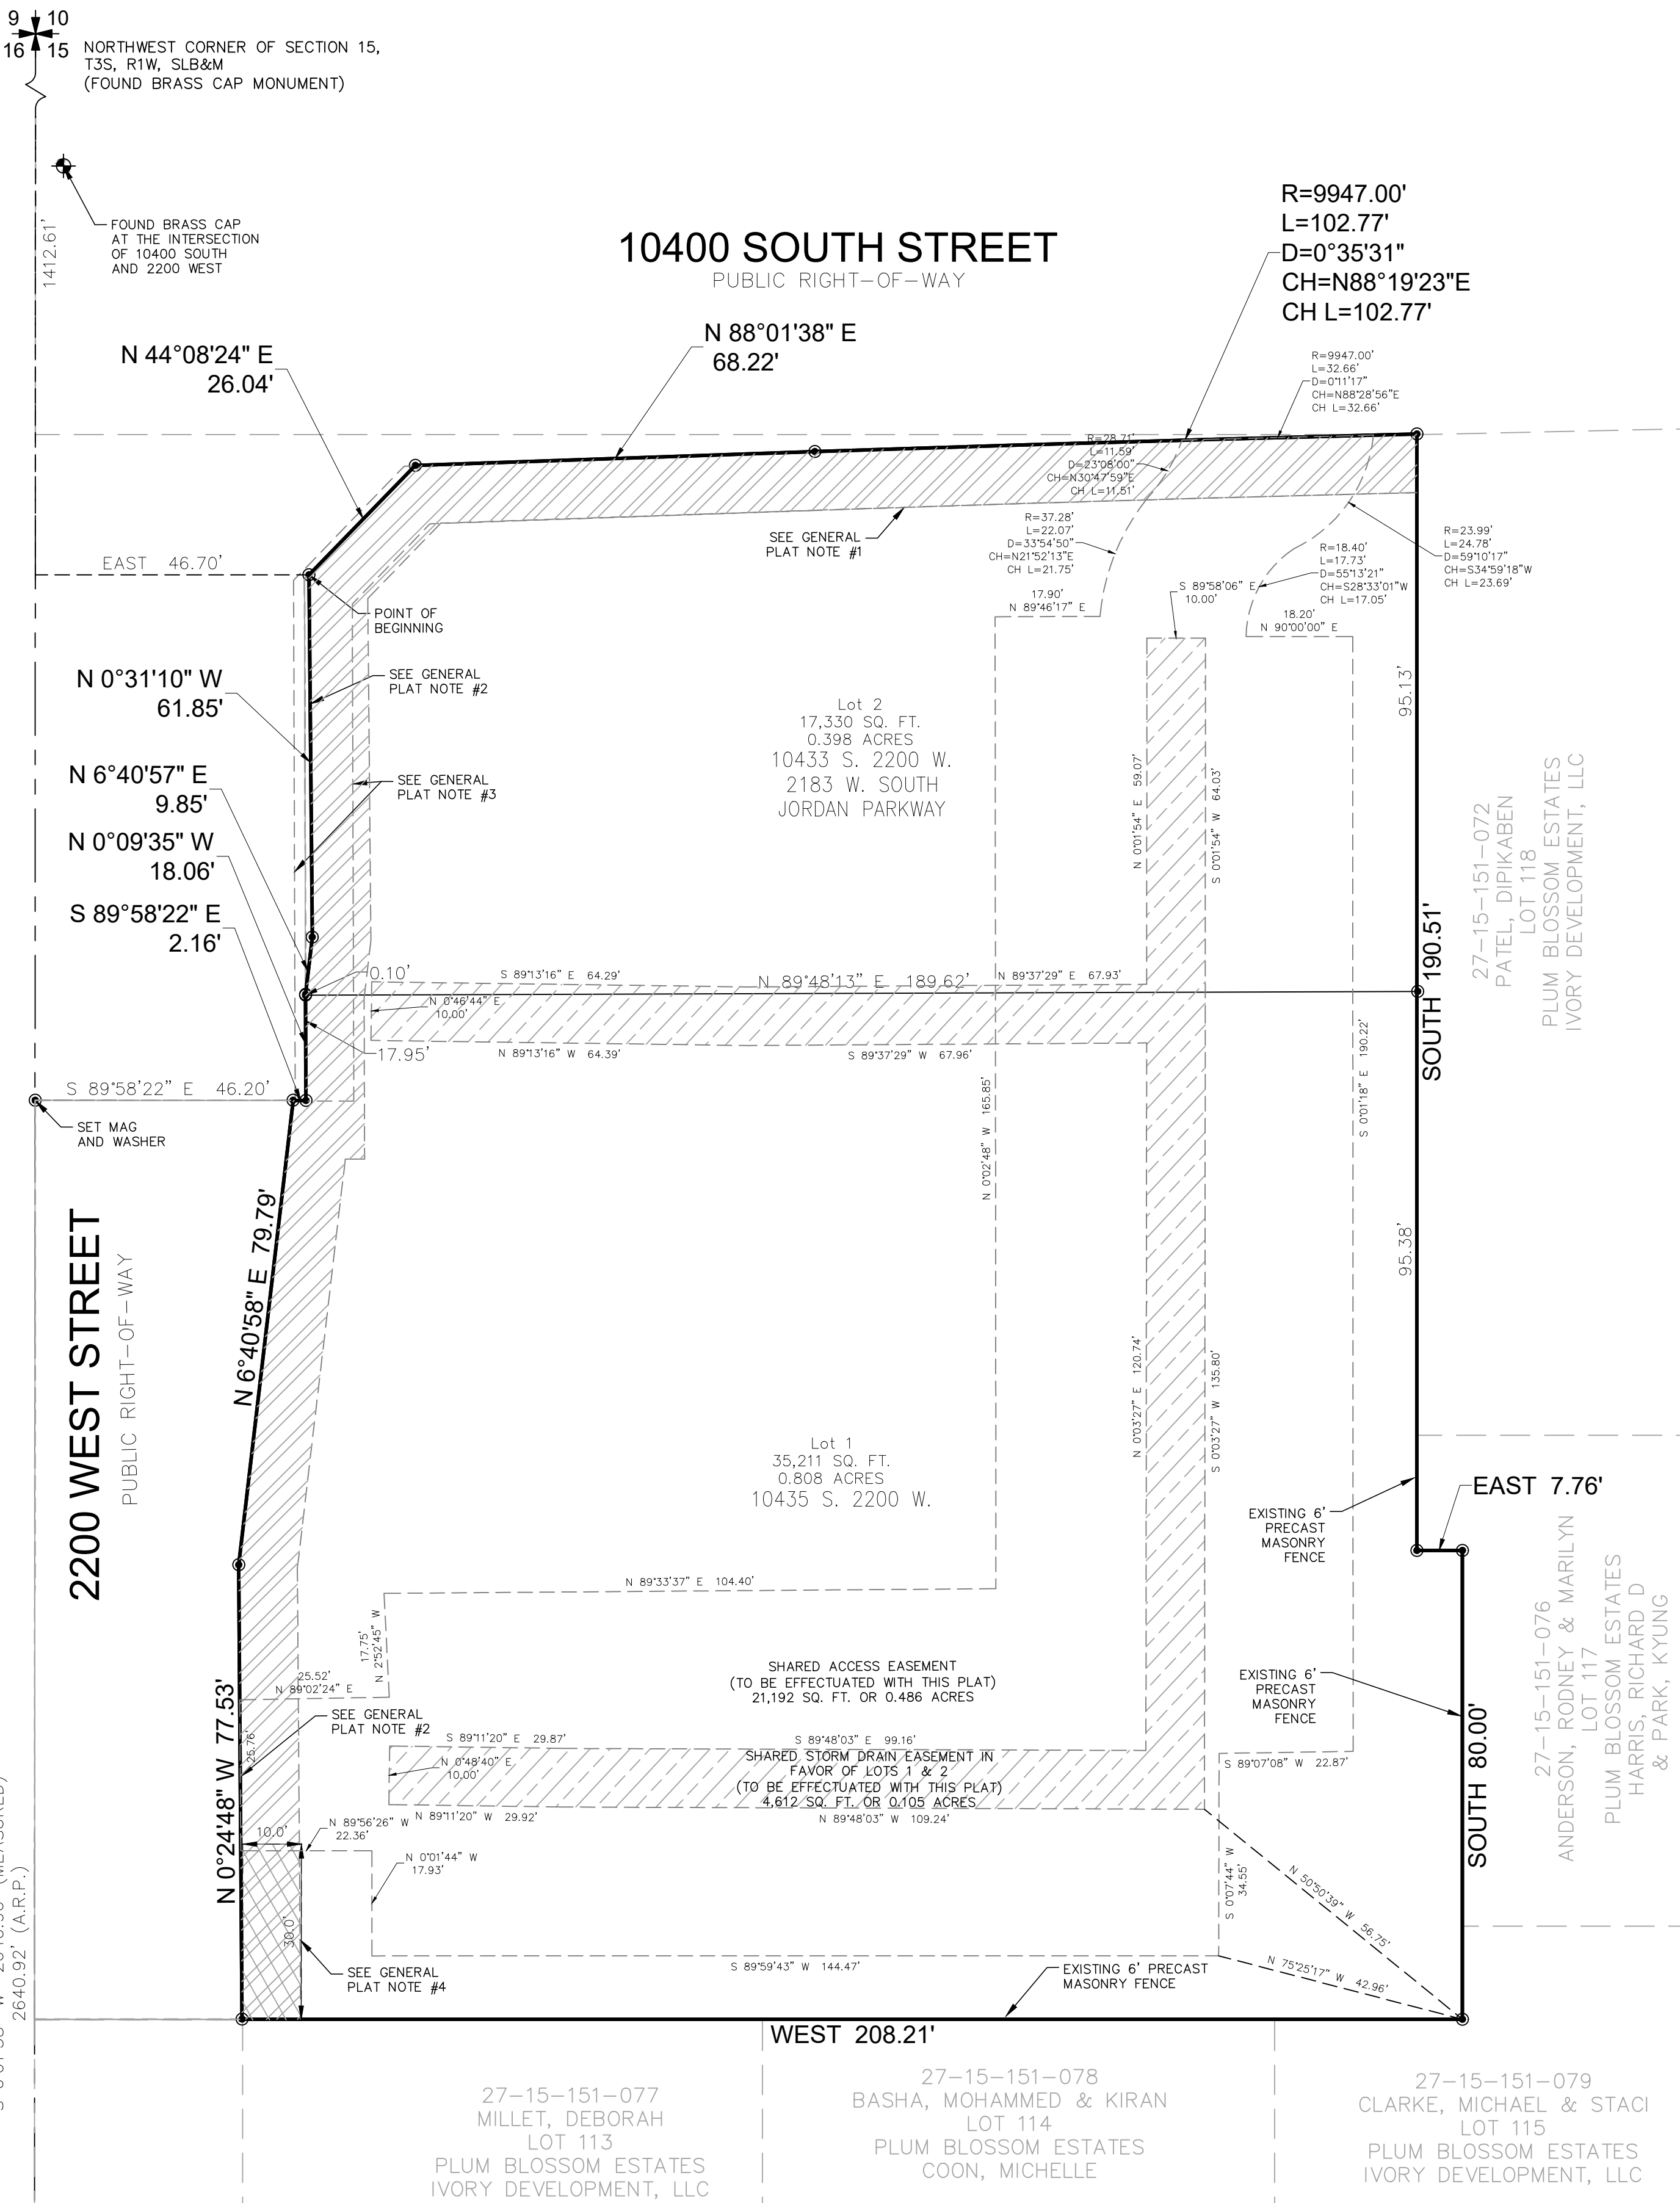 9 10
16 15
NORTHWEST CORNER OF SECTION 15,
T3S, R1W, SLB&M
(FOUND BRASS CAP MONUMENT)
1412.61'
FOUND BRASS CAP
AT THE INTERSECTION
OF 10400 SOUTH
AND 2200 WEST
10400 SOUTH STREET
PUBLIC RIGHT-OF-WAY
R=9947.00'
L=102.77'
D=0°35'31"
CH=N88°19'23"E
CH L=102.77'
N 44°08'24" E
26.04'
N 88°01'38" E
68.22'
R=9947.00'
L=32.66'
D=0°11'17"
CH=N88°28'56"E
CH L=32.66'
R=28.71'
L=11.59'
D=23°08'00"
CH=N30°47'59"E
CH L=11.51'
SEE GENERAL
PLAT NOTE #1
R=37.28'
L=22.07'
D=33°54'50"
CH=N21°52'13"E
CH L=21.75'
R=23.99'
L=24.78'
D=59°10'17"
CH=S34°59'18"W
CH L=23.69'
R=18.40'
L=17.73'
D=55°13'21"
CH=S28°33'01"W
CH L=17.05'
EAST 46.70'
17.90'
N 89°46'17" E
S 89°58'06" E
10.00'
18.20'
N 90°00'00" E
POINT OF
BEGINNING
N 0°31'10" W
61.85'
SEE GENERAL
PLAT NOTE #2
95.13'
Lot 2
17,330 SQ. FT.
0.398 ACRES
10433 S. 2200 W.
2183 W. SOUTH
JORDAN PARKWAY
N 6°40'57" E
9.85'
SEE GENERAL
PLAT NOTE #3
N 0°01'54" E 59.07'
S 0°01'54" W 64.03'
N 0°09'35" W
18.06'
S 89°58'22" E
2.16'
27-15-151-072
PATEL, DIPIKABEN
LOT 118
PLUM BLOSSOM ESTATES
IVORY DEVELOPMENT, LLC
SOUTH 190.51'
0.10'
S 89°13'16" E 64.29'
N 89°48'13" E 189.62'
N 89°37'29" E 67.93'
N 0°46'44" E
10.00'
17.95'
N 89°13'16" W 64.39'
S 89°37'29" W 67.96'
S 89°58'22" E 46.20'
SET MAG
AND WASHER
N 0°02'48" W 165.85'
S 0°01'18" E 190.22'
2200 WEST STREET
PUBLIC RIGHT-OF-WAY
N 6°40'58" E 79.79'
95.38'
N 0°03'27" E 120.74'
S 0°03'27" W 135.80'
Lot 1
35,211 SQ. FT.
0.808 ACRES
10435 S. 2200 W.
EAST 7.76'
EXISTING 6'
PRECAST
MASONRY
FENCE
N 89°33'37" E 104.40'
17.75'
N 2°52'45" W
25.52'
N 89°02'24" E
SHARED ACCESS EASEMENT
(TO BE EFFECTUATED WITH THIS PLAT)
21,192 SQ. FT. OR 0.486 ACRES
EXISTING 6'
PRECAST
MASONRY
FENCE
27-15-151-076
ANDERSON, RODNEY & MARILYN
LOT 117
PLUM BLOSSOM ESTATES
HARRIS, RICHARD D
& PARK, KYUNG
N 0°24'48" W 77.53'
SEE GENERAL
PLAT NOTE #2
25.76'
S 89°11'20" E 29.87'
S 89°48'03" E 99.16'
N 0°48'40" E
10.00'
SHARED STORM DRAIN EASEMENT IN
FAVOR OF LOTS 1 & 2
(TO BE EFFECTUATED WITH THIS PLAT)
4,612 SQ. FT. OR 0.105 ACRES
S 89°07'08" W 22.87'
SOUTH 80.00'
N 89°11'20" W 29.92'
N 89°48'03" W 109.24'
N 89°56'26" W
22.36'
10.0'
N 0°01'44" W
17.93'
S 0°07'44" W
34.55'
N 50°50'39" W 56.75'
30.0'
SEE GENERAL
PLAT NOTE #4
S 89°59'43" W 144.47'
EXISTING 6' PRECAST
MASONRY FENCE
N 75°25'17" W 42.96'
2640.92' (A.R.P.)
WEST 208.21'
27-15-151-077
MILLET, DEBORAH
LOT 113
PLUM BLOSSOM ESTATES
IVORY DEVELOPMENT, LLC
27-15-151-078
BASHA, MOHAMMED & KIRAN
LOT 114
PLUM BLOSSOM ESTATES
COON, MICHELLE
27-15-151-079
CLARKE, MICHAEL & STACI
LOT 115
PLUM BLOSSOM ESTATES
IVORY DEVELOPMENT, LLC